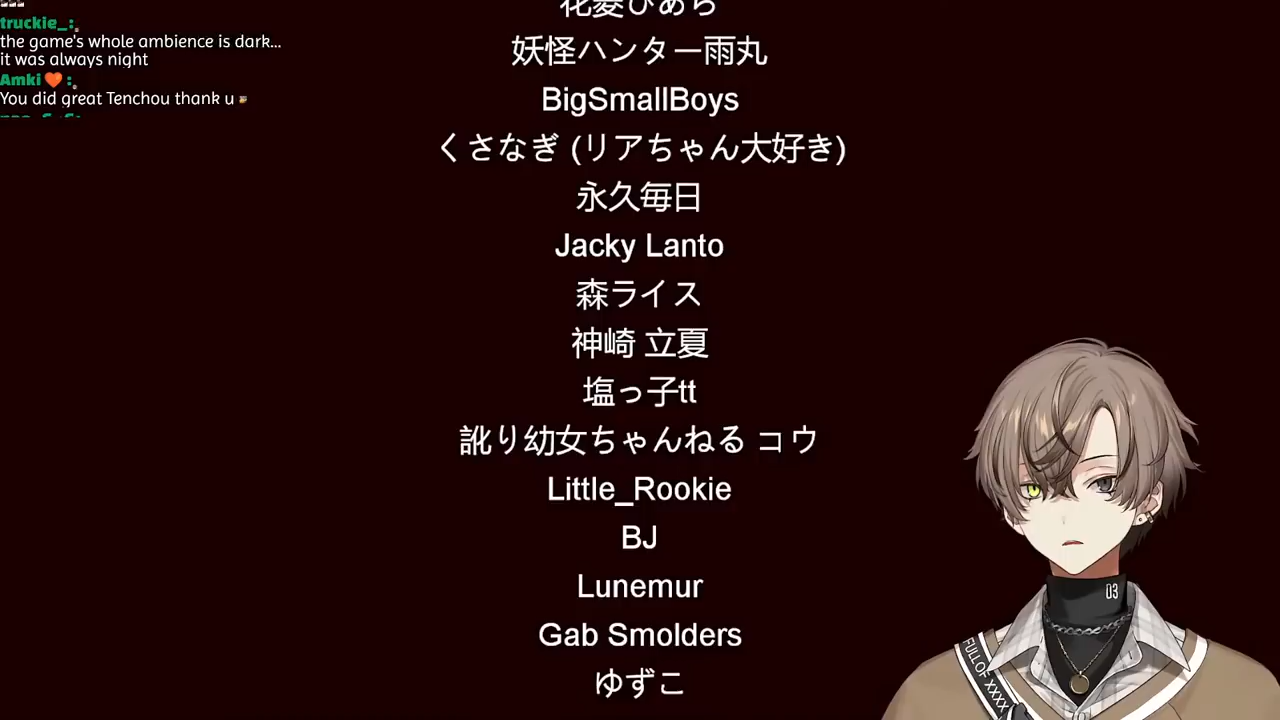 truckie_:
the game's whole ambience is dark...
it was always night
Amki❤️:
You did great Tenchou thank u
妖怪ハンター雨丸
BigSmallBoys
くさなぎ (リアちゃん大好き)
永久毎日
Jacky Lanto
森ライス
神崎 立夏
塩っ子tt
訛り幼女ちゃんねる コウ
Little_Rookie
BJ
Lunemur
Gab Smolders
ゆずこ
03
FULLOF XXXX